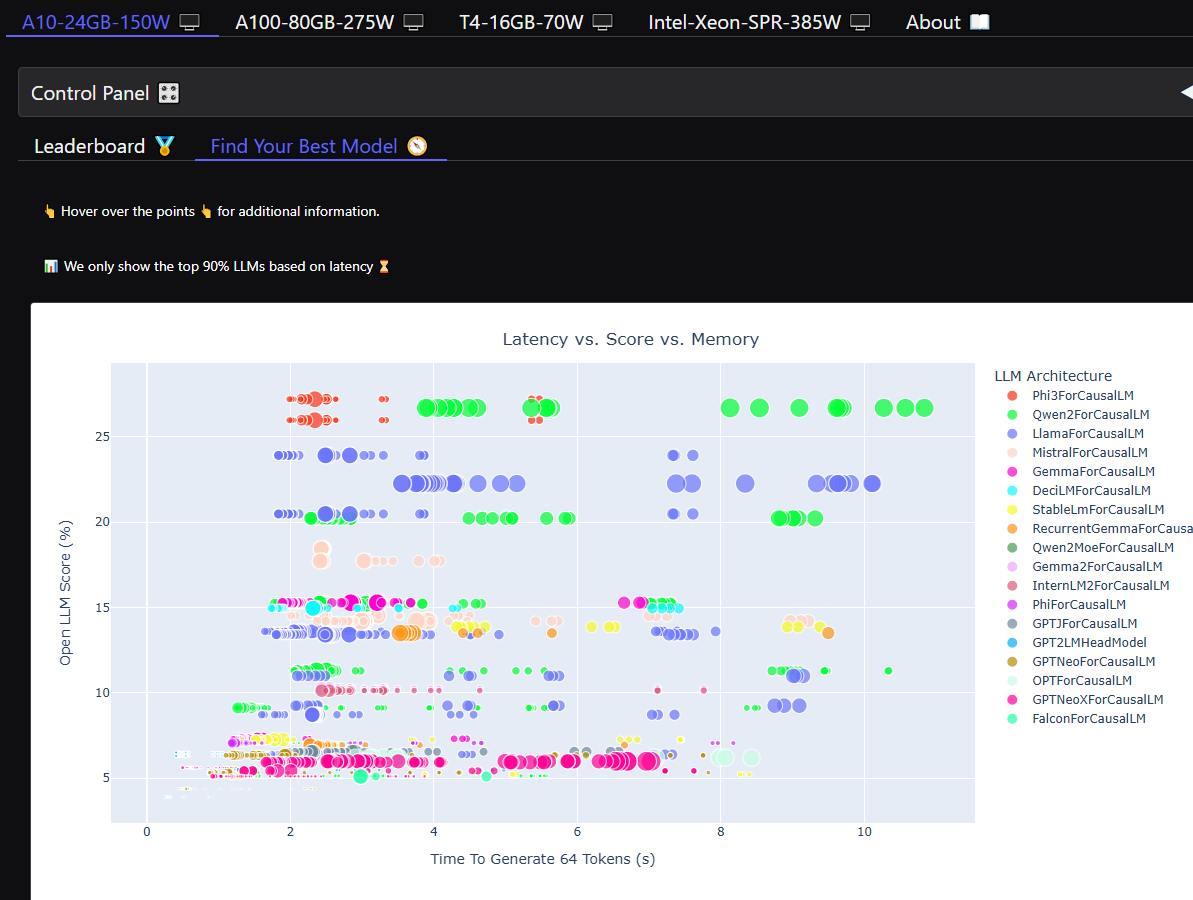 A10-24GB-150W 🖥️ A100-80GB-275W 🖥️ T4-16GB-70W 🖥️ Intel-Xeon-SPR-385W 🖥️ About 📖
Control Panel 🎛️
Leaderboard 🏅 Find Your Best Model 🧭
👆 Hover over the points 👆 for additional information.
📊 We only show the top 90% LLMs based on latency ⌛
Latency vs. Score vs. Memory
LLM Architecture
Phi3ForCausalLM
Qwen2ForCausalLM
LlamaForCausalLM
MistralForCausalLM
GemmaForCausalLM
DeciLMForCausalLM
StableLmForCausalLM
RecurrentGemmaForCausa
Qwen2MoeForCausalLM
Gemma2ForCausalLM
InternLM2ForCausalLM
PhiForCausalLM
GPTJForCausalLM
GPT2LMHeadModel
GPTNeoForCausalLM
OPTForCausalLM
GPTNeoXForCausalLM
FalconForCausalLM
Open LLM Score (%)
25
20
15
10
5
0 2 4 6 8 10
Time To Generate 64 Tokens (s)